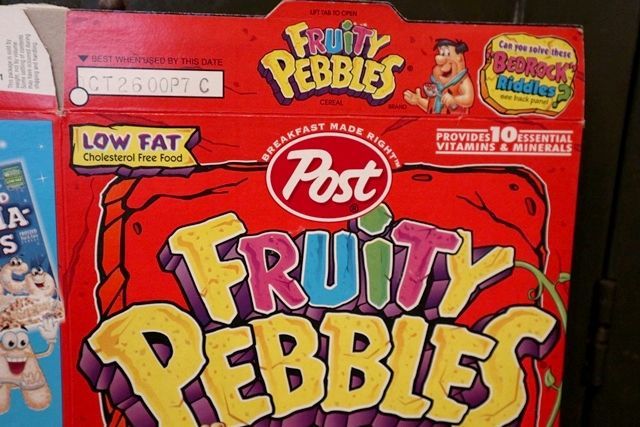 LIFT TAB TO OPEN
BEST WHEN USED BY THIS DATE
CT2600P7 C
FRUITY
PEBBLES
CEREAL
BRAND
Can you solve these
"BEDROCK"
Riddles?
see back panel
LOW FAT
Cholesterol Free Food
BREAKFAST MADE RIGHT™
Post
PROVIDES 10 ESSENTIAL
VITAMINS & MINERALS
FRUITY
PEBBLES